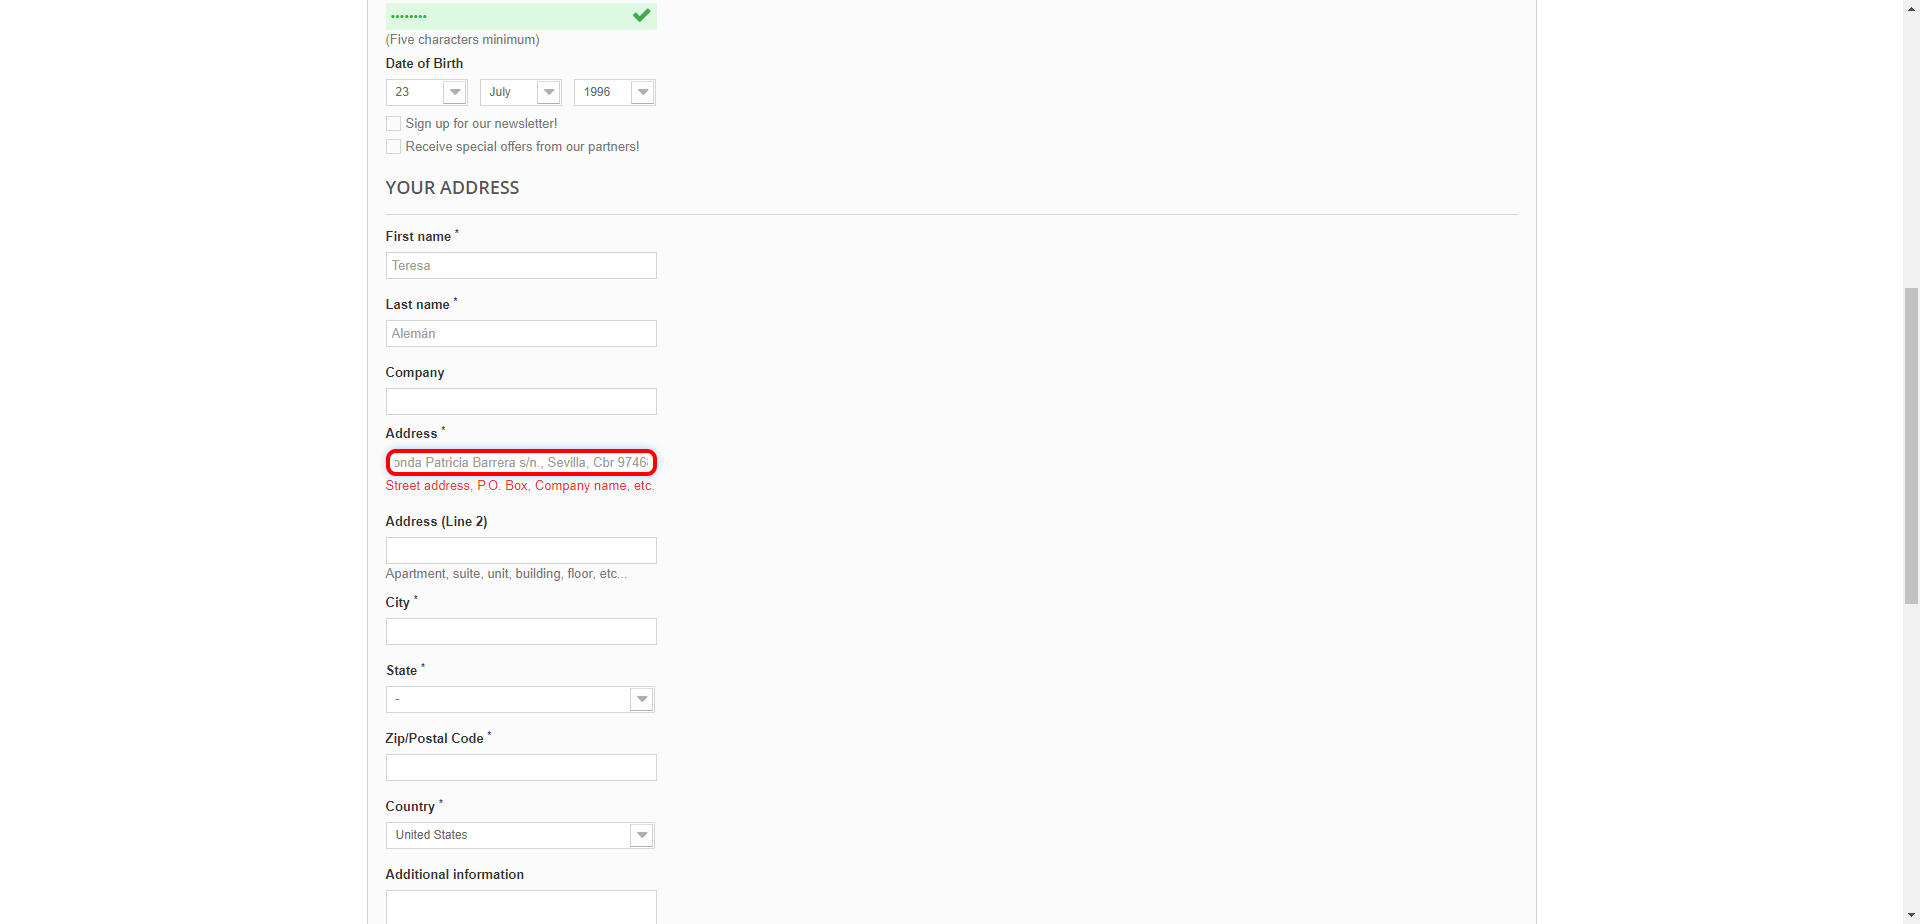 ••••••••
(Five characters minimum)
Date of Birth
23 July 1996
Sign up for our newsletter!
Receive special offers from our partners!
YOUR ADDRESS
First name *
Teresa
Last name *
Alemán
Company
Address *
onda Patricia Barrera s/n., Sevilla, Cbr 9746
Street address, P.O. Box, Company name, etc.
Address (Line 2)
Apartment, suite, unit, building, floor, etc...
City *
State *
-
Zip/Postal Code *
Country *
United States
Additional information